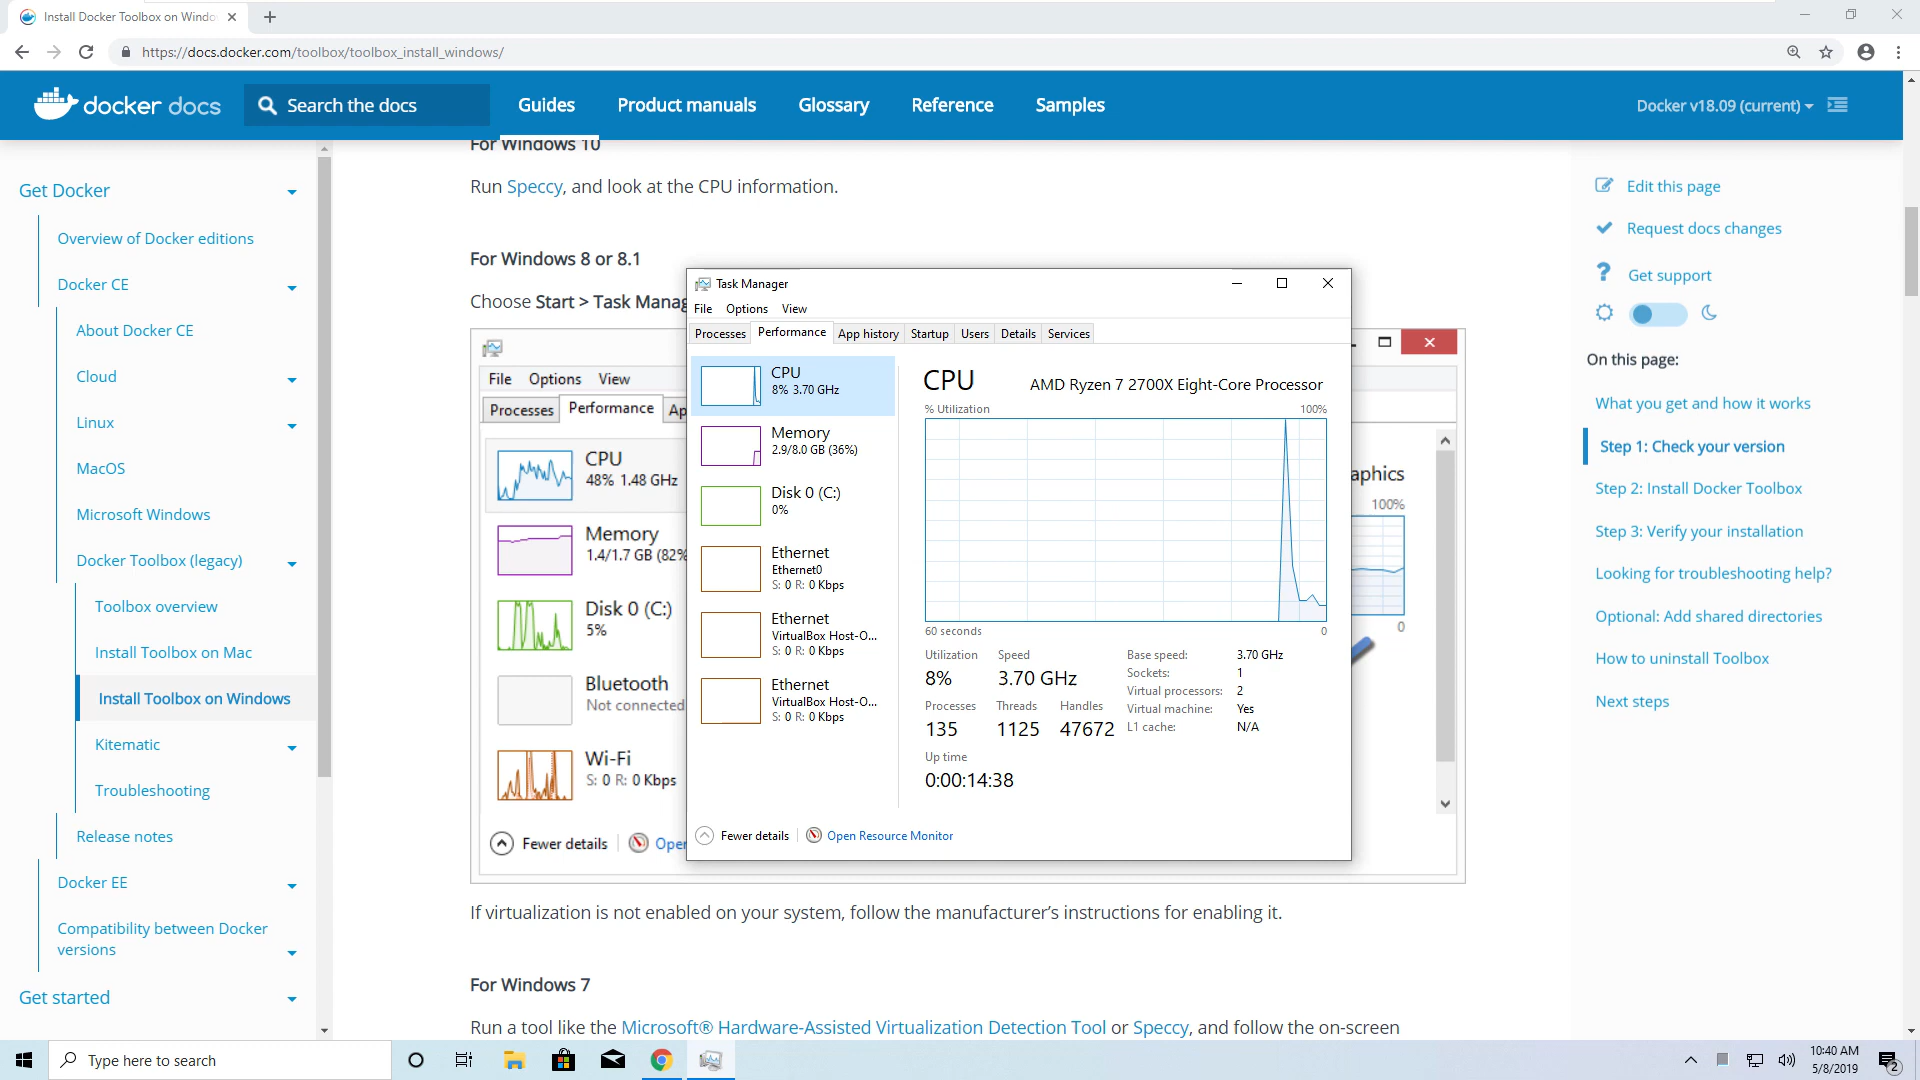 Install Docker Toolbox on Windo
https://docs.docker.com/toolbox/toolbox_install_windows/
docker docs
Search the docs
Guides
Product manuals
Glossary
Reference
Samples
Docker v18.09 (current)
Get Docker
Overview of Docker editions
Docker CE
About Docker CE
Cloud
Linux
MacOS
Microsoft Windows
Docker Toolbox (legacy)
Toolbox overview
Install Toolbox on Mac
Install Toolbox on Windows
Kitematic
Troubleshooting
Release notes
Docker EE
Compatibility between Docker
versions
Get started
For Windows 10
Run Speccy, and look at the CPU information.
For Windows 8 or 8.1
Choose Start > Task Manag
File Options View
Processes Performance Ap
CPU
48% 1.48 GHz
Memory
1.4/1.7 GB (82%
Disk 0 (C:)
5%
Bluetooth
Not connected
Wi-Fi
S: 0 R: 0 Kbps
Fewer details
Oper
aphics
100%
0
Task Manager
File Options View
Processes Performance App history Startup Users Details Services
CPU
8% 3.70 GHz
Memory
2.9/8.0 GB (36%)
Disk 0 (C:)
0%
Ethernet
Ethernet0
S: 0 R: 0 Kbps
Ethernet
VirtualBox Host-O...
S: 0 R: 0 Kbps
Ethernet
VirtualBox Host-O...
S: 0 R: 0 Kbps
CPU AMD Ryzen 7 2700X Eight-Core Processor
% Utilization 100%
60 seconds 0
Utilization Speed
8% 3.70 GHz
Processes Threads Handles
135 1125 47672
Up time
0:00:14:38
Base speed: 3.70 GHz
Sockets: 1
Virtual processors: 2
Virtual machine: Yes
L1 cache: N/A
Fewer details Open Resource Monitor
If virtualization is not enabled on your system, follow the manufacturer’s instructions for enabling it.
For Windows 7
Run a tool like the Microsoft® Hardware-Assisted Virtualization Detection Tool or Speccy, and follow the on-screen
Edit this page
Request docs changes
Get support
On this page:
What you get and how it works
Step 1: Check your version
Step 2: Install Docker Toolbox
Step 3: Verify your installation
Looking for troubleshooting help?
Optional: Add shared directories
How to uninstall Toolbox
Next steps
Type here to search
10:40 AM
5/8/2019
2